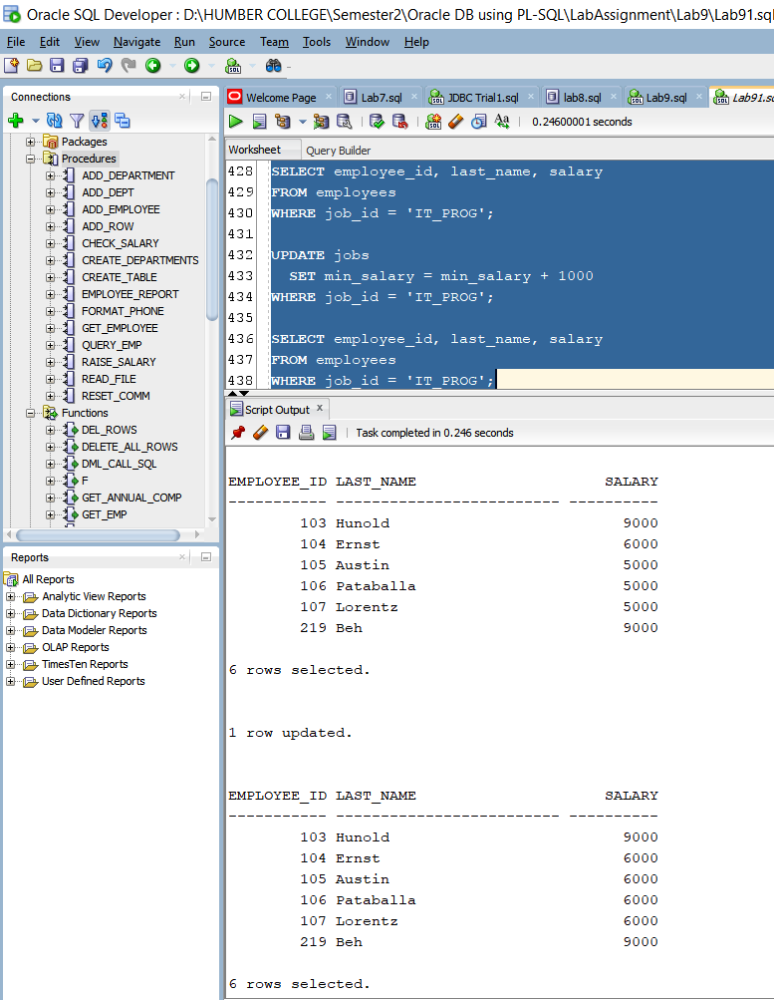 Oracle SQL Developer : D:\HUMBER COLLEGE\Semester2\Oracle DB using PL-SQL\LabAssignment\Lab9\Lab91.sql
File Edit View Navigate Run Source Team Tools Window Help
Connections
Packages
Procedures
ADD_DEPARTMENT
ADD_DEPT
ADD_EMPLOYEE
ADD_ROW
CHECK_SALARY
CREATE_DEPARTMENTS
CREATE_TABLE
EMPLOYEE_REPORT
FORMAT_PHONE
GET_EMPLOYEE
QUERY_EMP
RAISE_SALARY
READ_FILE
RESET_COMM
Functions
DEL_ROWS
DELETE_ALL_ROWS
DML_CALL_SQL
F
GET_ANNUAL_COMP
GET_EMP
Reports
All Reports
Analytic View Reports
Data Dictionary Reports
Data Modeler Reports
OLAP Reports
TimesTen Reports
User Defined Reports
Welcome Page Lab7.sql JDBC Trial1.sql lab8.sql Lab9.sql Lab91.sq
0.24600001 seconds
Worksheet Query Builder
428 SELECT employee_id, last_name, salary
429 FROM employees
430 WHERE job_id = 'IT_PROG';
431
432 UPDATE jobs
433 SET min_salary = min_salary + 1000
434 WHERE job_id = 'IT_PROG';
435
436 SELECT employee_id, last_name, salary
437 FROM employees
438 WHERE job_id = 'IT_PROG';
Script Output x
Task completed in 0.246 seconds
EMPLOYEE_ID LAST_NAME SALARY
----------- ------------------------- ----------
103 Hunold 9000
104 Ernst 6000
105 Austin 5000
106 Pataballa 5000
107 Lorentz 5000
219 Beh 9000
6 rows selected.
1 row updated.
EMPLOYEE_ID LAST_NAME SALARY
----------- ------------------------- ----------
103 Hunold 9000
104 Ernst 6000
105 Austin 6000
106 Pataballa 6000
107 Lorentz 6000
219 Beh 9000
6 rows selected.